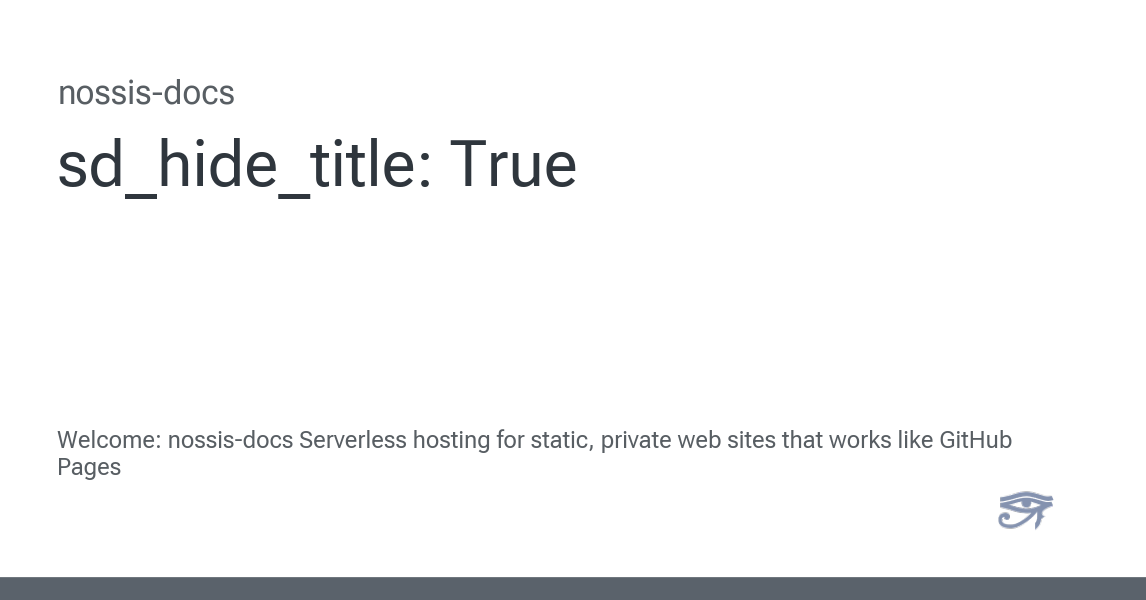 nossis-docs
sd_hide_title: True
Welcome: nossis-docs Serverless hosting for static, private web sites that works like GitHub
Pages